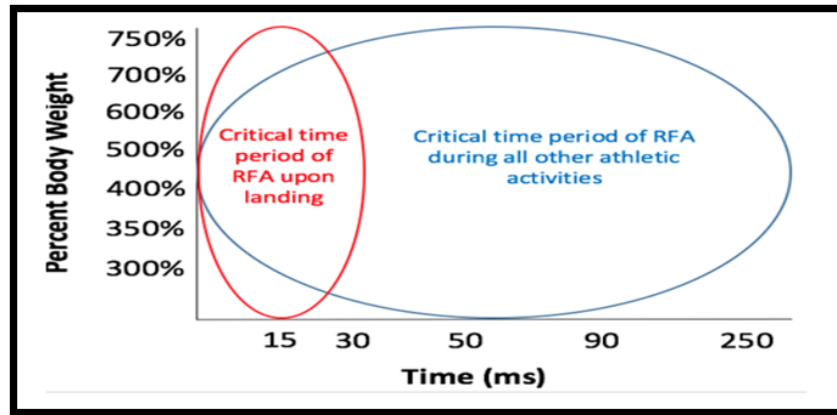 Percent Body Weight
750%
700%
600%
500%
400%
350%
300%
Critical time
period of
RFA upon
landing
Critical time period of RFA
during all other athletic
activities
15 30 50 90 250
Time (ms)